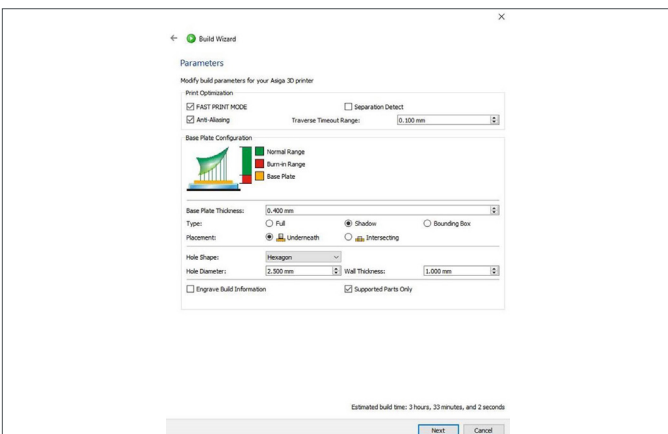 Build Wizard
Parameters
Modify build parameters for your Asiga 3D printer
Print Optimization
FAST PRINT MODE Separation Detect
Anti-Aliasing Traverse Timeout Range: 0.100 mm
Base Plate Configuration
Normal Range
Burn-in Range
Base Plate
Base Plate Thickness: 0.400 mm
Type: Full Shadow Bounding Box
Placement: Underneath Intersecting
Hole Shape: Hexagon
Hole Diameter: 2.500 mm Wall Thickness: 1.000 mm
Engrave Build Information Supported Parts Only
Estimated build time: 3 hours, 33 minutes, and 2 seconds
Next Cancel